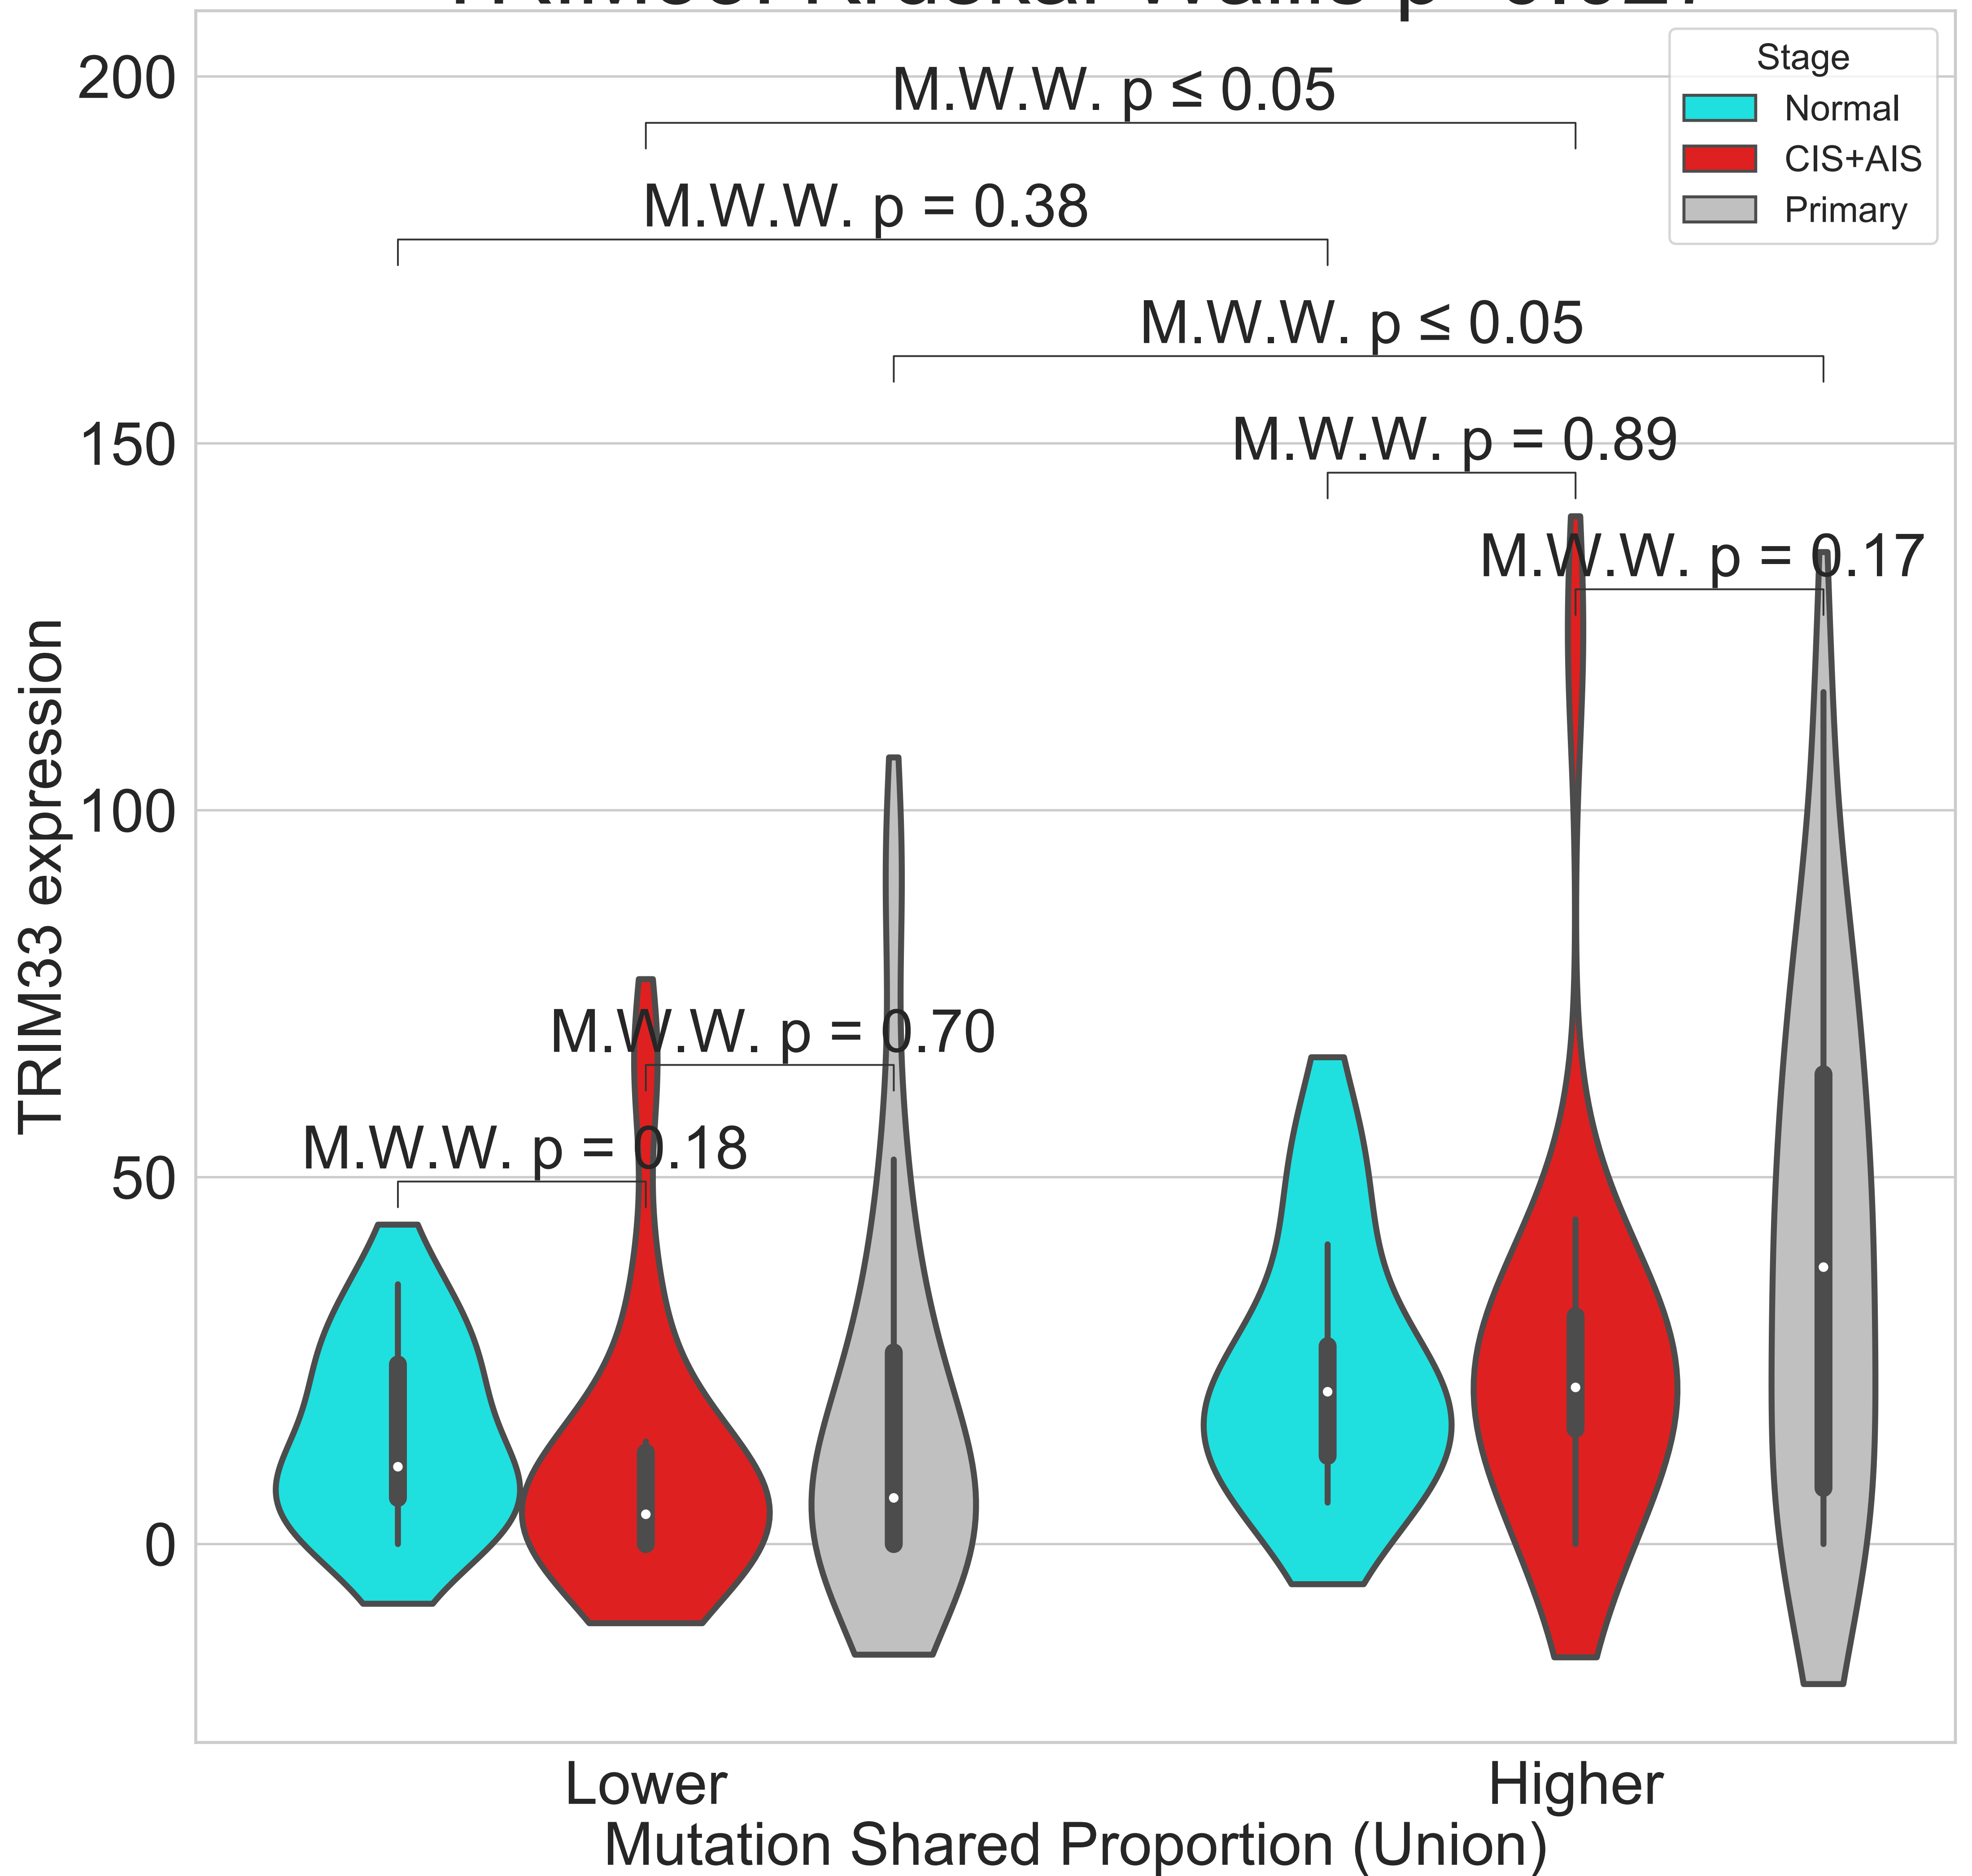 200
M.W.W. p ≤ 0.05
Stage
Normal
CIS+AIS
Primary
M.W.W. p = 0.38
M.W.W. p ≤ 0.05
150
M.W.W. p = 0.89
M.W.W. p = 0.17
TRIM33 expression
100
M.W.W. p = 0.70
M.W.W. p = 0.18
50
0
Lower
Higher
Mutation Shared Proportion (Union)